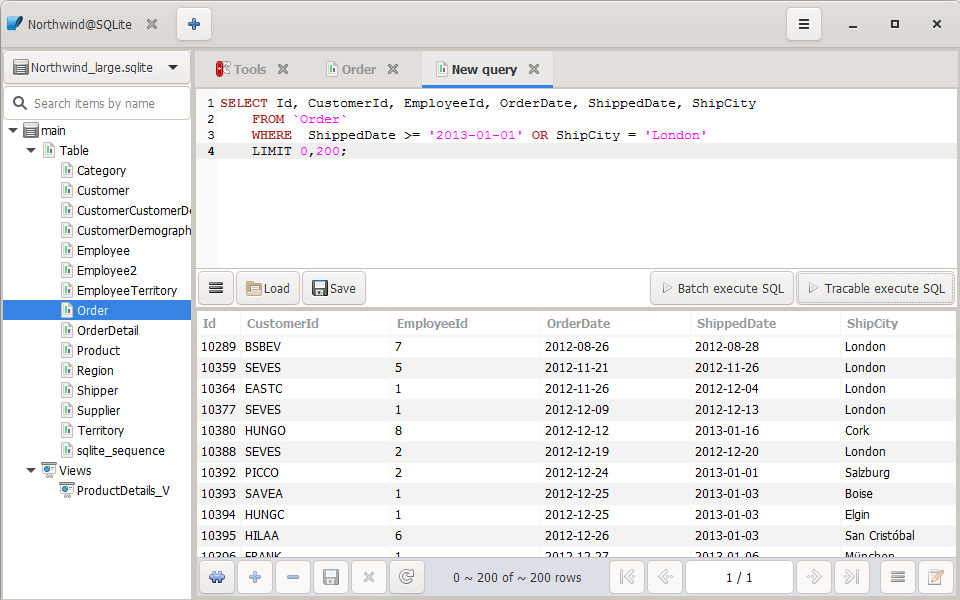 Northwind@SQLite
Northwind_large.sqlite
Search items by name
main
Table
Category
Customer
CustomerCustomerDe
CustomerDemograph
Employee
Employee2
EmployeeTerritory
Order
OrderDetail
Product
Region
Shipper
Supplier
Territory
sqlite_sequence
Views
ProductDetails_V
Tools
Order
New query
1 SELECT Id, CustomerId, EmployeeId, OrderDate, ShippedDate, ShipCity
2 FROM `Order`
3 WHERE ShippedDate >= '2013-01-01' OR ShipCity = 'London'
4 LIMIT 0,200;
Load Save Batch execute SQL Tracable execute SQL
Id CustomerId EmployeeId OrderDate ShippedDate ShipCity
10289 BSBEV 7 2012-08-26 2012-08-28 London
10359 SEVES 5 2012-11-21 2012-11-26 London
10364 EASTC 1 2012-11-26 2012-12-04 London
10377 SEVES 1 2012-12-09 2012-12-13 London
10380 HUNGO 8 2012-12-12 2013-01-16 Cork
10388 SEVES 2 2012-12-19 2012-12-20 London
10392 PICCO 2 2012-12-24 2013-01-01 Salzburg
10393 SAVEA 1 2012-12-25 2013-01-03 Boise
10394 HUNGC 1 2012-12-25 2013-01-03 Elgin
10395 HILAA 6 2012-12-26 2013-01-03 San Cristóbal
10396 FRANK 1 2012-12-27 2013-01-06 München
0 ~ 200 of ~ 200 rows
1 / 1